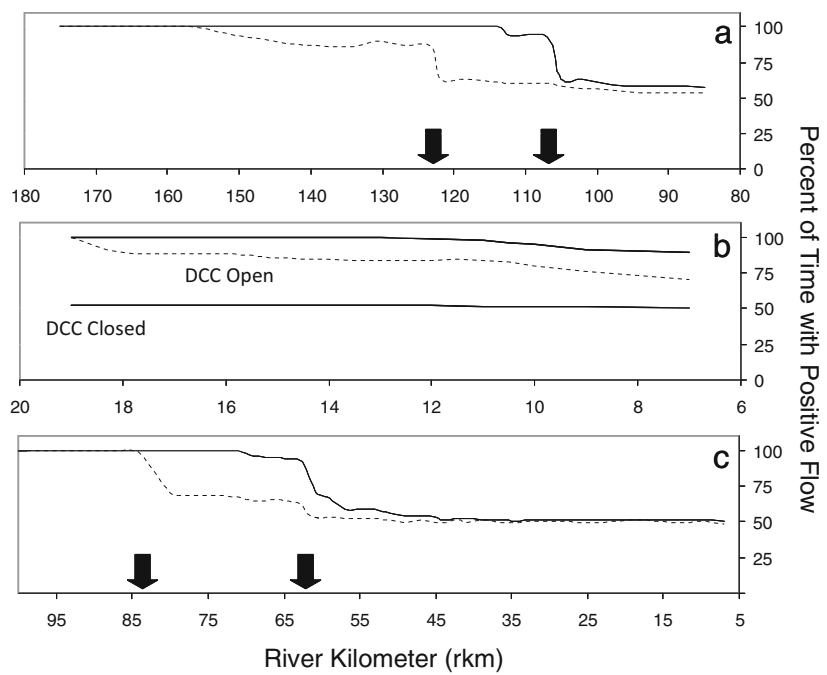 a
100
75
50
25
0
180 170 160 150 140 130 120 110 100 90 80
b
DCC Open
DCC Closed
100
75
50
25
0
20 18 16 14 12 10 8 6
c
100
75
50
25
95 85 75 65 55 45 35 25 15 5
River Kilometer (rkm)
Percent of Time with Positive Flow